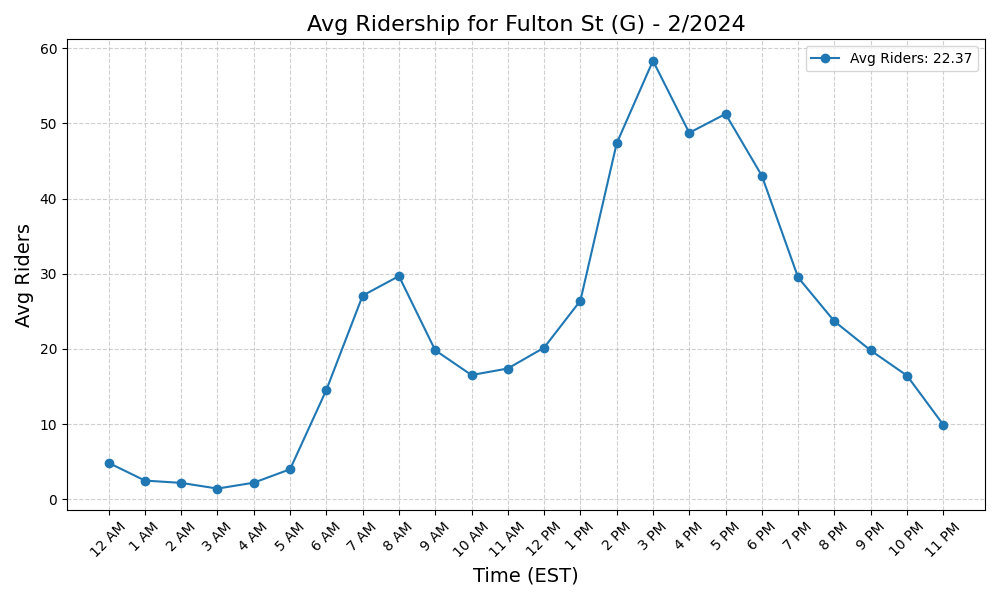 Avg Ridership for Fulton St (G) - 2/2024
Avg Riders: 22.37
Avg Riders
60
50
40
30
20
10
0
12 AM
1 AM
2 AM
3 AM
4 AM
5 AM
6 AM
7 AM
8 AM
9 AM
10 AM
11 AM
12 PM
1 PM
2 PM
3 PM
4 PM
5 PM
6 PM
7 PM
8 PM
9 PM
10 PM
11 PM
Time (EST)